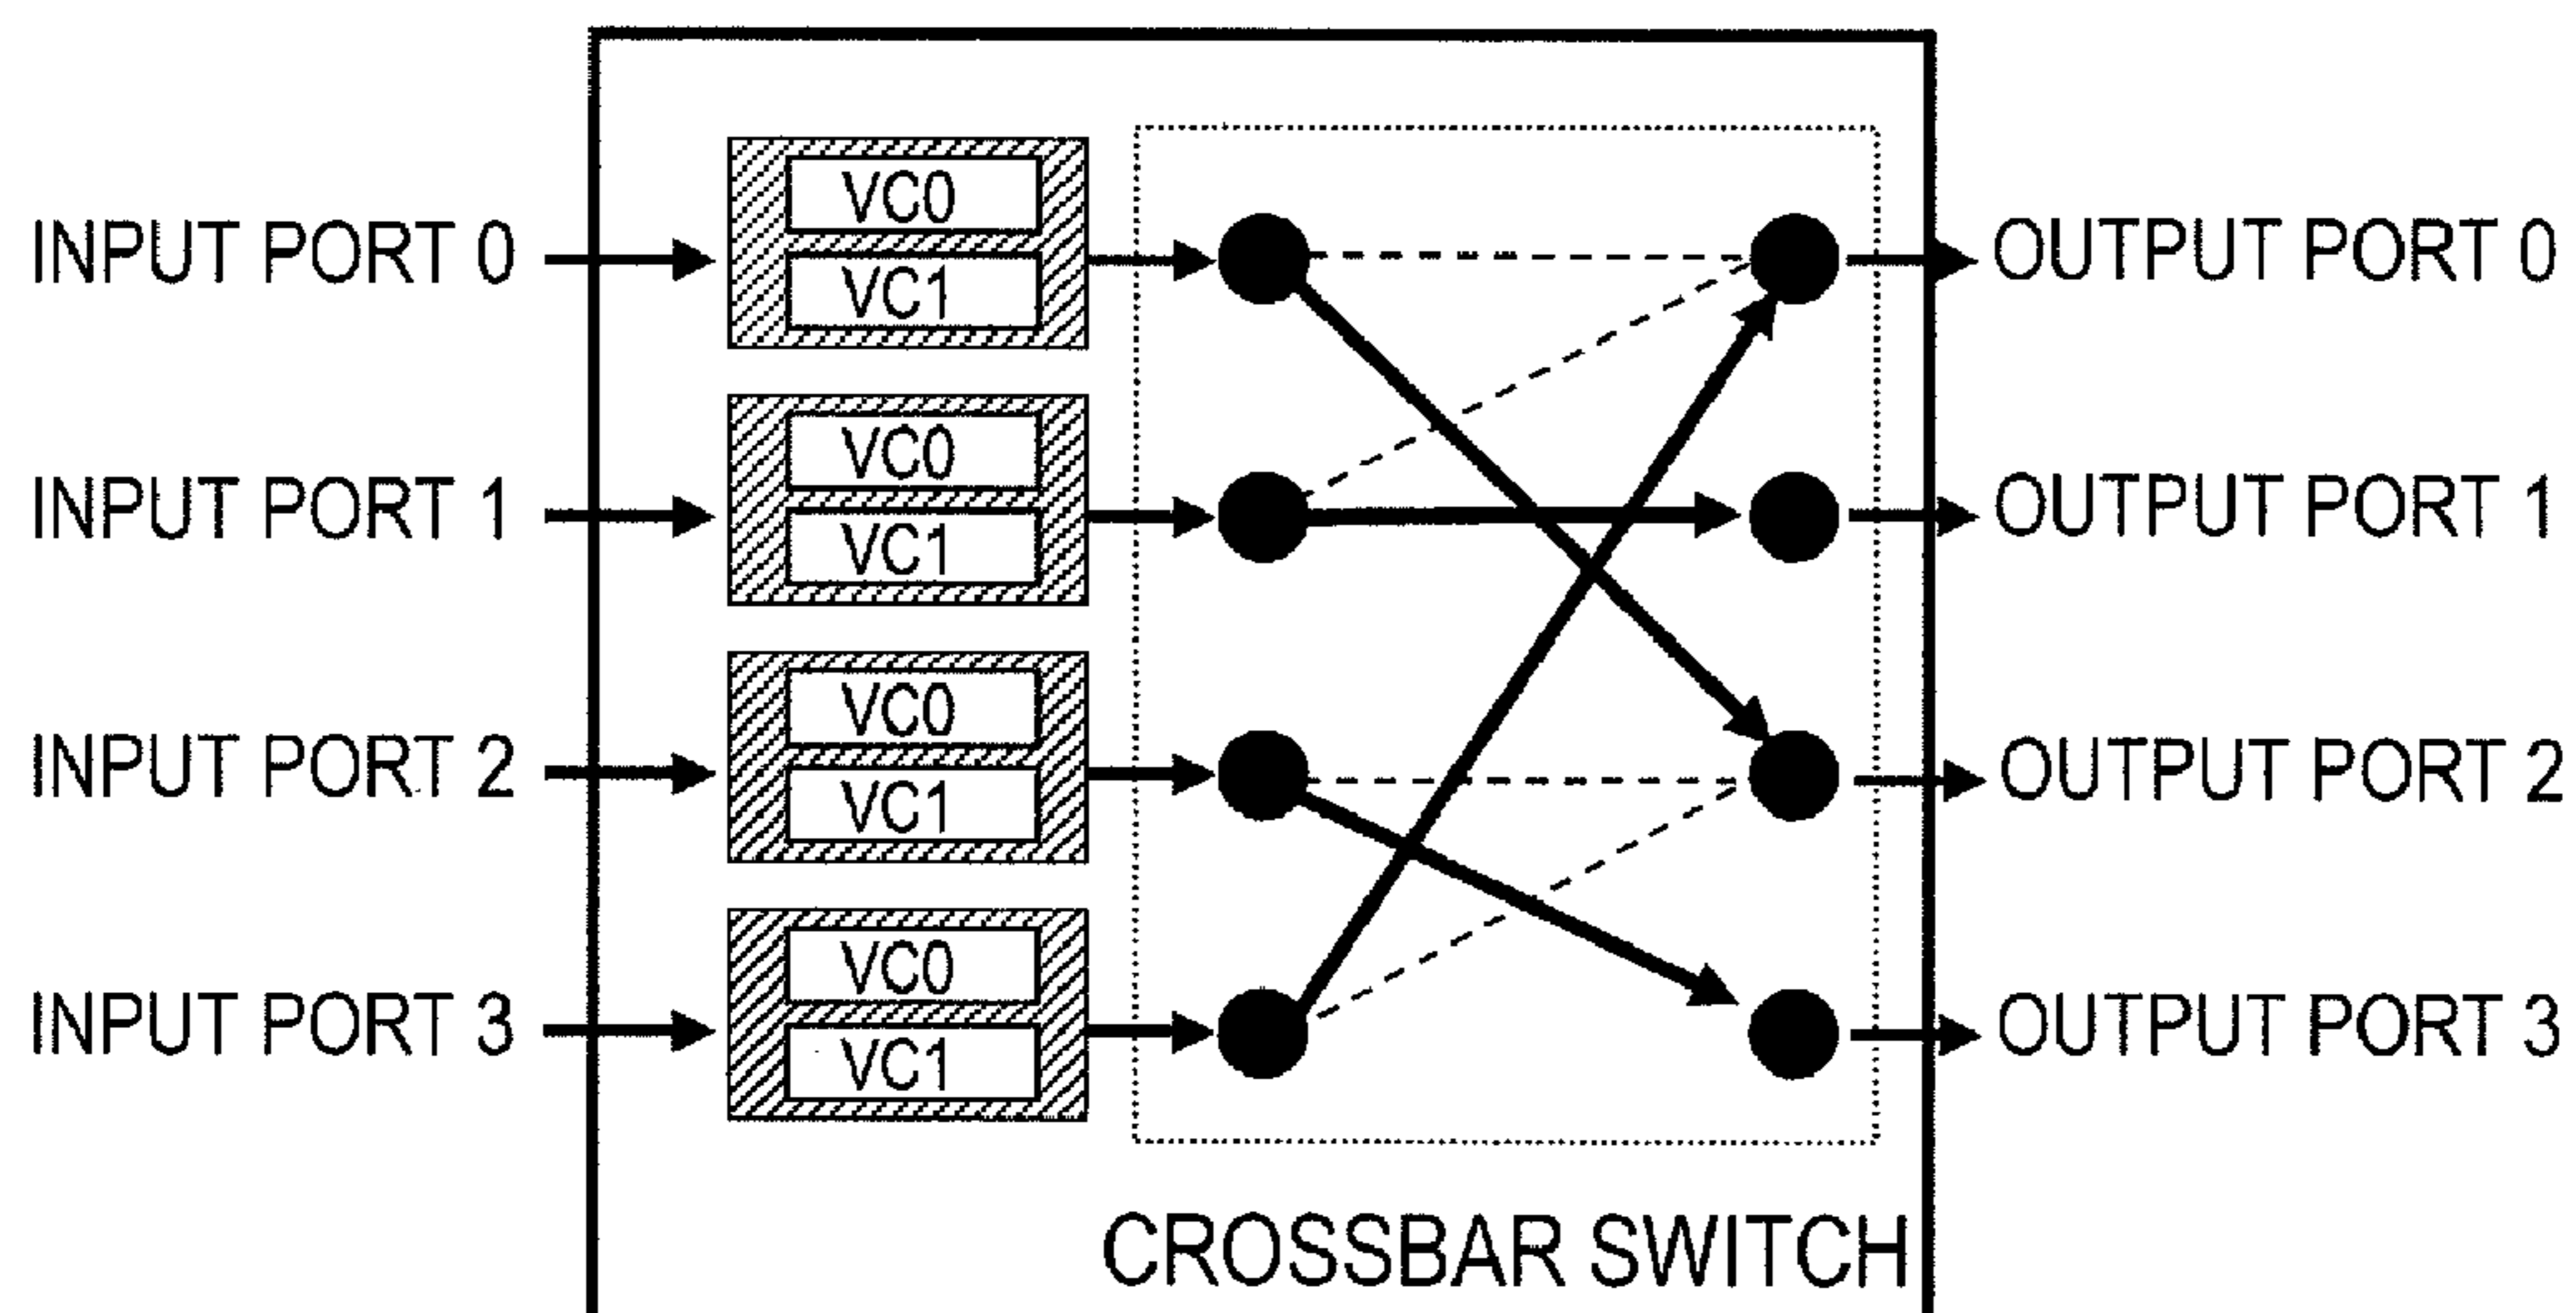 VC0
INPUT PORT 0
OUTPUT PORT 0
VC1
VC0
INPUT PORT 1
OUTPUT PORT 1
VC1
VC0
INPUT PORT 2
OUTPUT PORT 2
VC1
VC0
INPUT PORT 3
OUTPUT PORT 3
VC1
CROSSBAR SWITCH